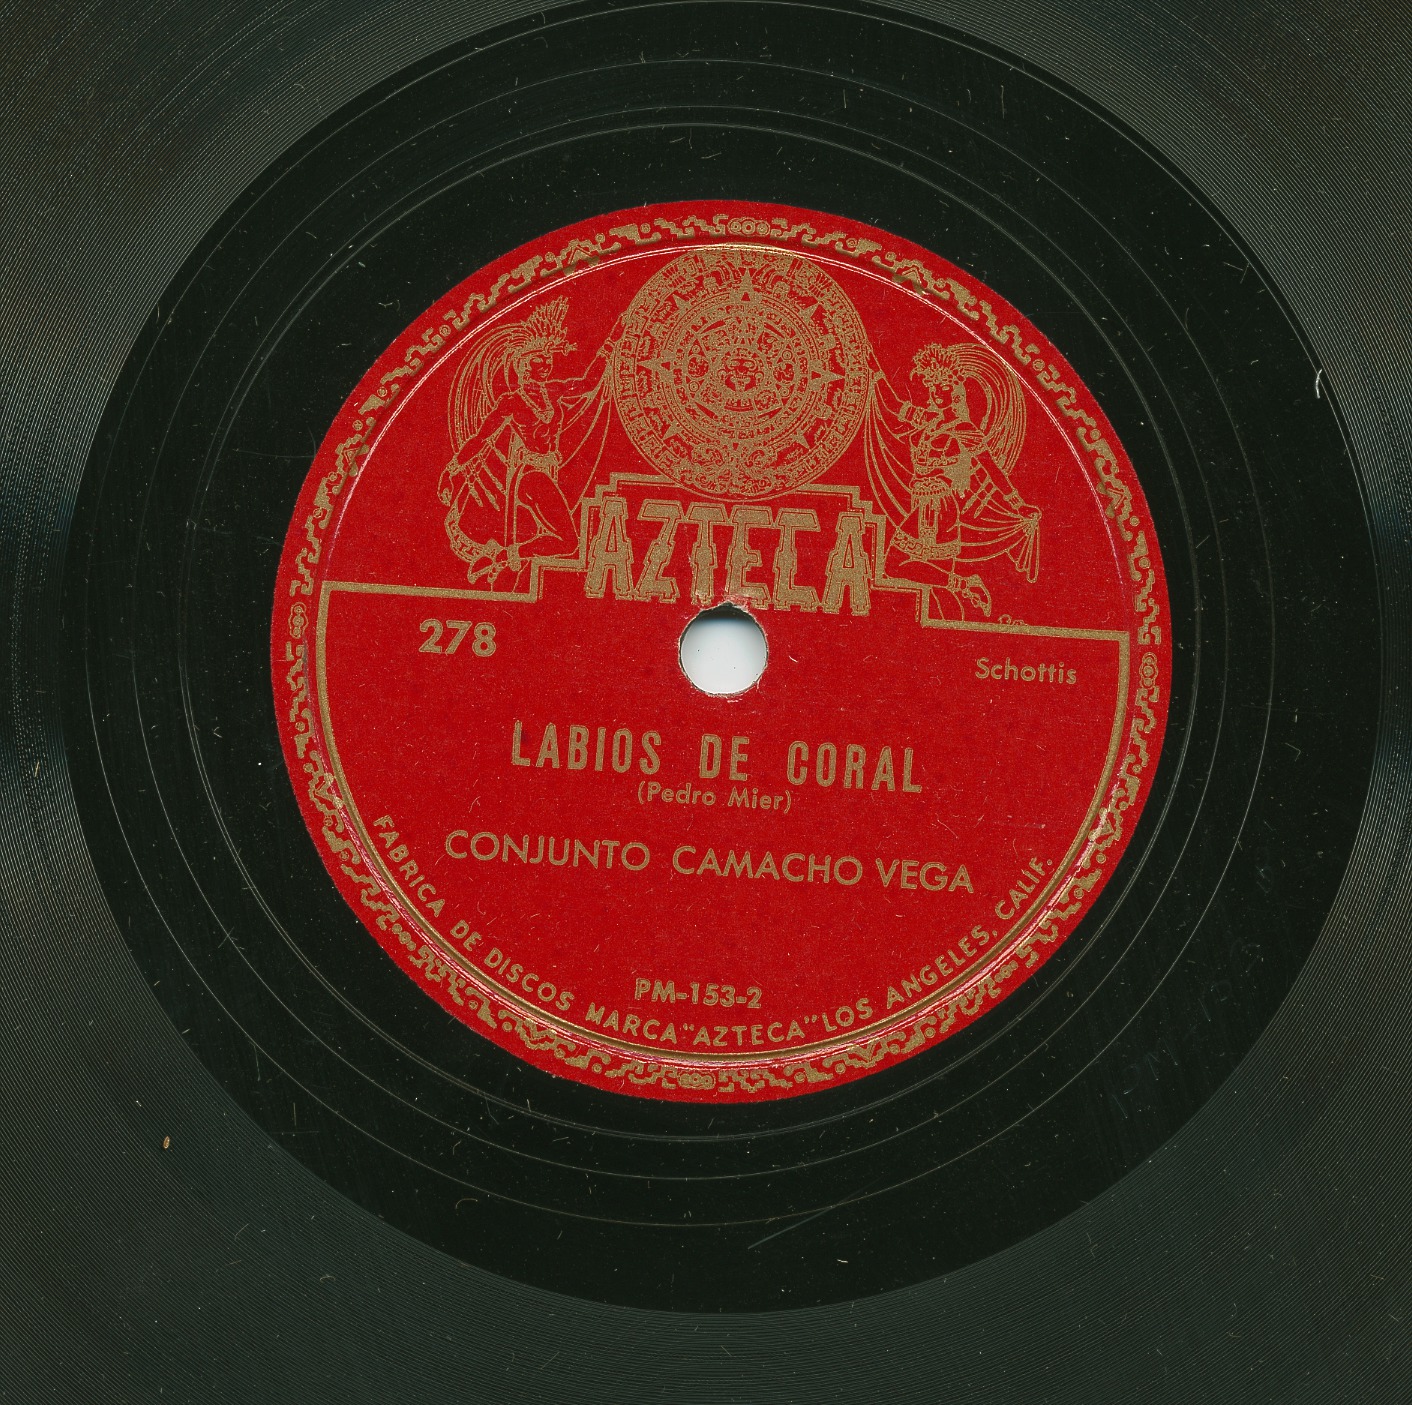 AZTECA
278
Schottis
LABIOS DE CORAL
(Pedro Mier)
CONJUNTO CAMACHO VEGA
PM-153-2
FABRICA DE DISCOS MARCA "AZTECA" LOS ANGELES, CALIF.